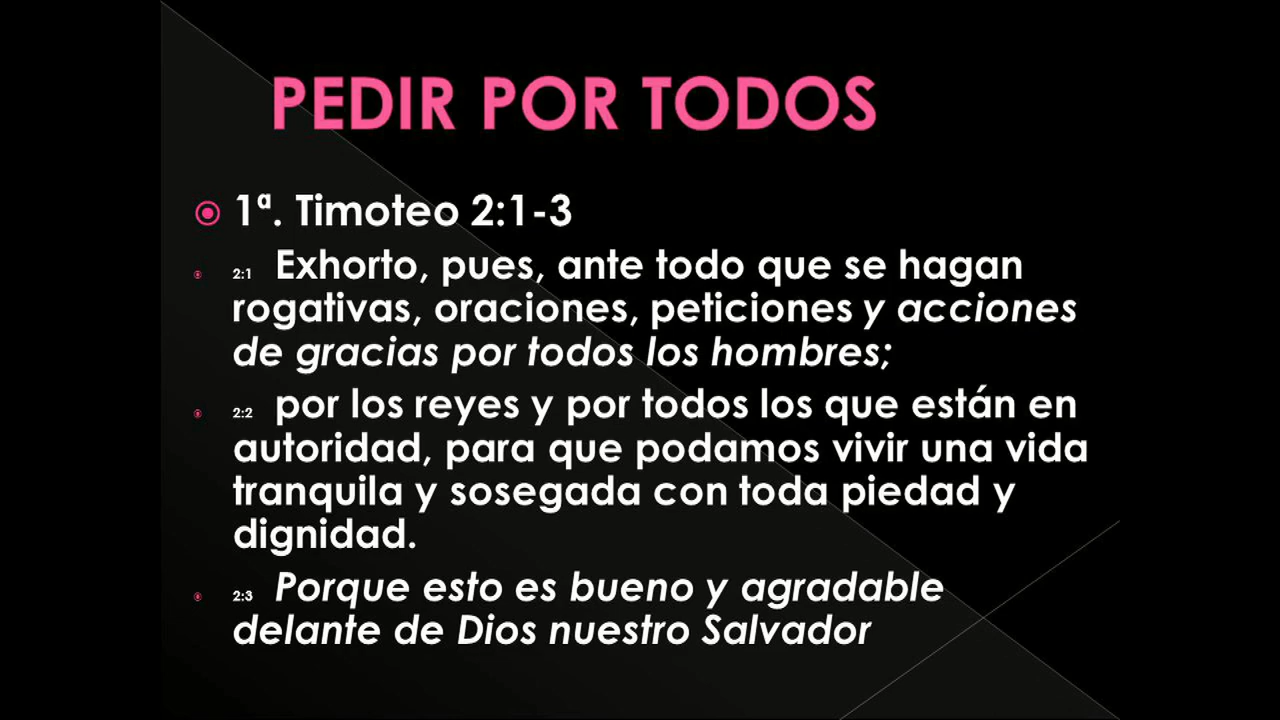 PEDIR POR TODOS
1ª. Timoteo 2:1-3
2:1 Exhorto, pues, ante todo que se hagan
rogativas, oraciones, peticiones y acciones
de gracias por todos los hombres;
2:2 por los reyes y por todos los que están en
autoridad, para que podamos vivir una vida
tranquila y sosegada con toda piedad y
dignidad.
2:3 Porque esto es bueno y agradable
delante de Dios nuestro Salvador